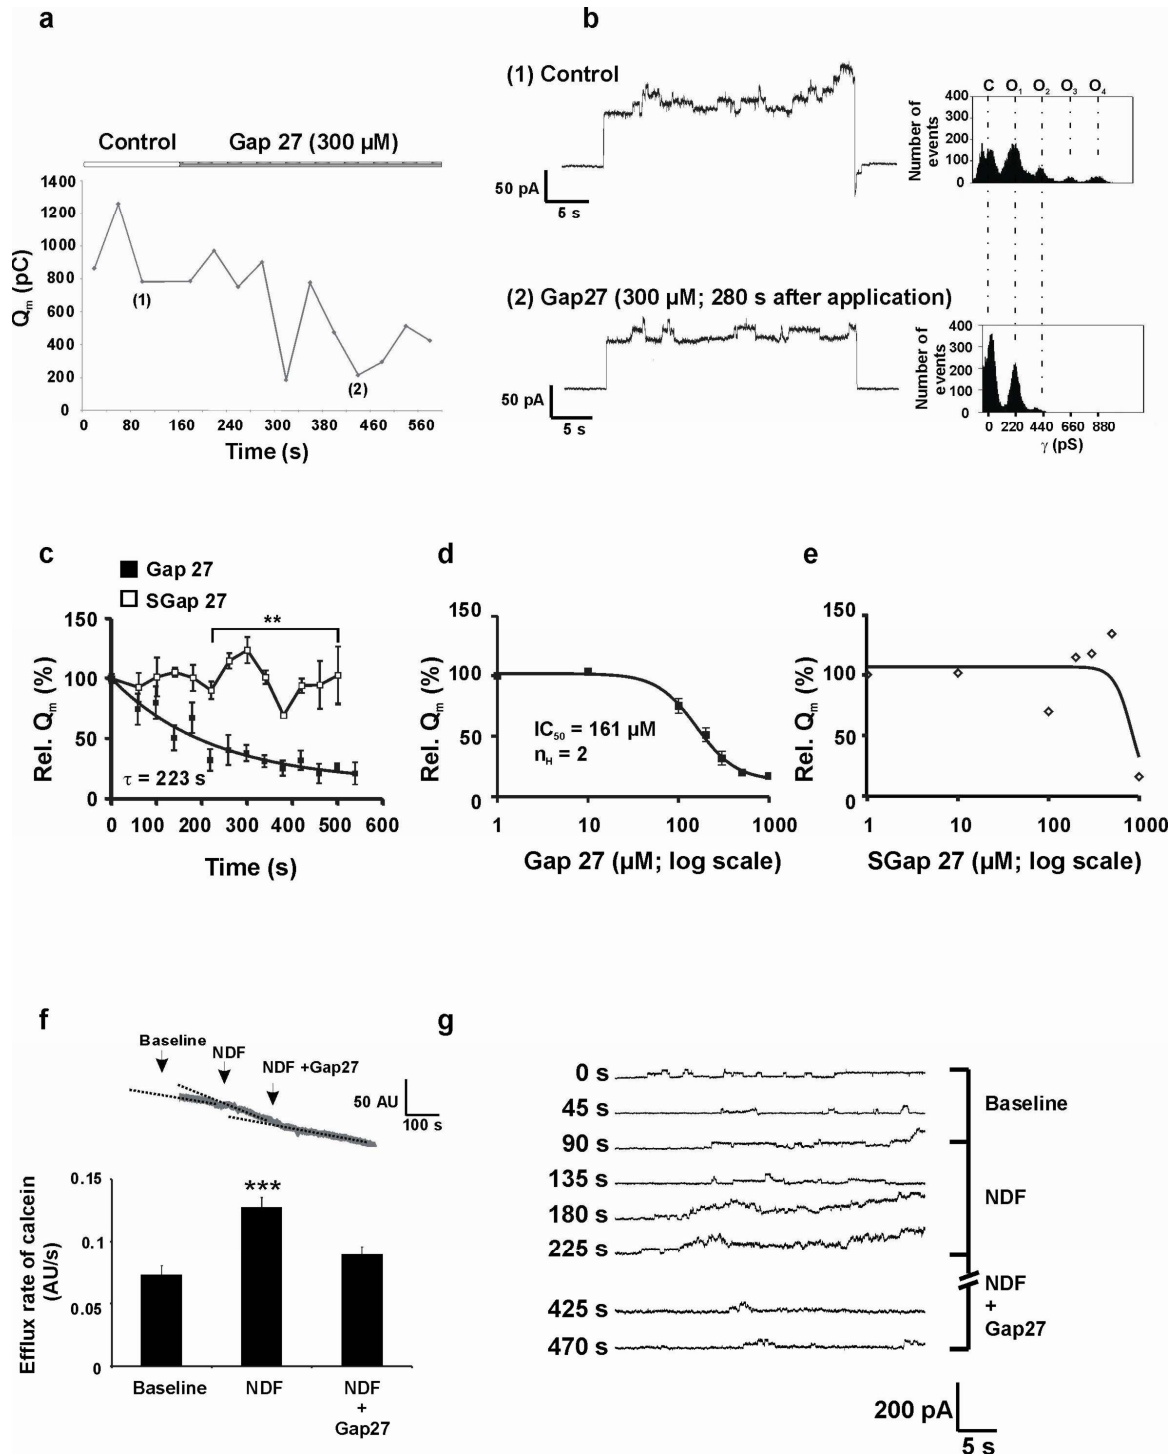 a
Control
Gap 27 (300 µM)
1400
1200
1000
800
600
400
200
0
Qm (pC)
(1)
(2)
0 80 160 240 300 380 460 560
Time (s)
b
(1) Control
50 pA
5 s
C O1 O2 O3 O4
400
300
200
100
0
Number of
events
(2) Gap27 (300 µM; 280 s after application)
50 pA
5 s
400
300
200
100
0
Number of
events
0 220 440 660 880
γ (pS)
c
Gap 27
SGap 27
150
100
50
0
Rel. Qm (%)
**
τ = 223 s
0 100 200 300 400 500 600
Time (s)
d
150
100
50
0
Rel. Qm (%)
IC50 = 161 µM
nH = 2
1 10 100 1000
Gap 27 (µM; log scale)
e
150
100
50
0
Rel. Qm (%)
1 10 100 1000
SGap 27 (µM; log scale)
f
Baseline
NDF
NDF +Gap27
50 AU
100 s
0.15
0.1
0.05
0
Efflux rate of calcein
(AU/s)
***
Baseline
NDF
NDF
+
Gap27
g
0 s
45 s
90 s
135 s
180 s
225 s
425 s
470 s
Baseline
NDF
NDF
+
Gap27
200 pA
5 s